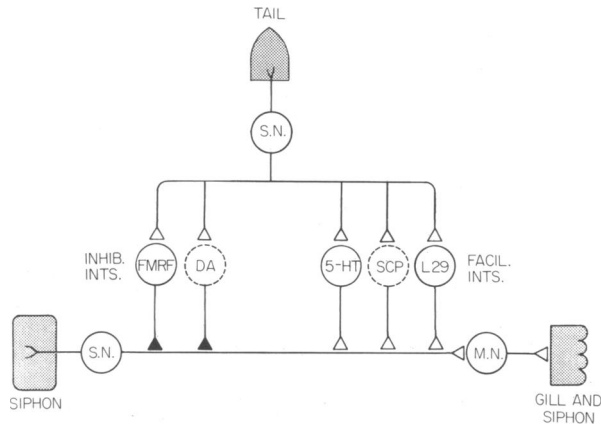 TAIL
S.N.
INHIB. INTS.
FMRF
DA
5-HT
SCP
L29
FACIL. INTS.
S.N.
M.N.
SIPHON
GILL AND
SIPHON